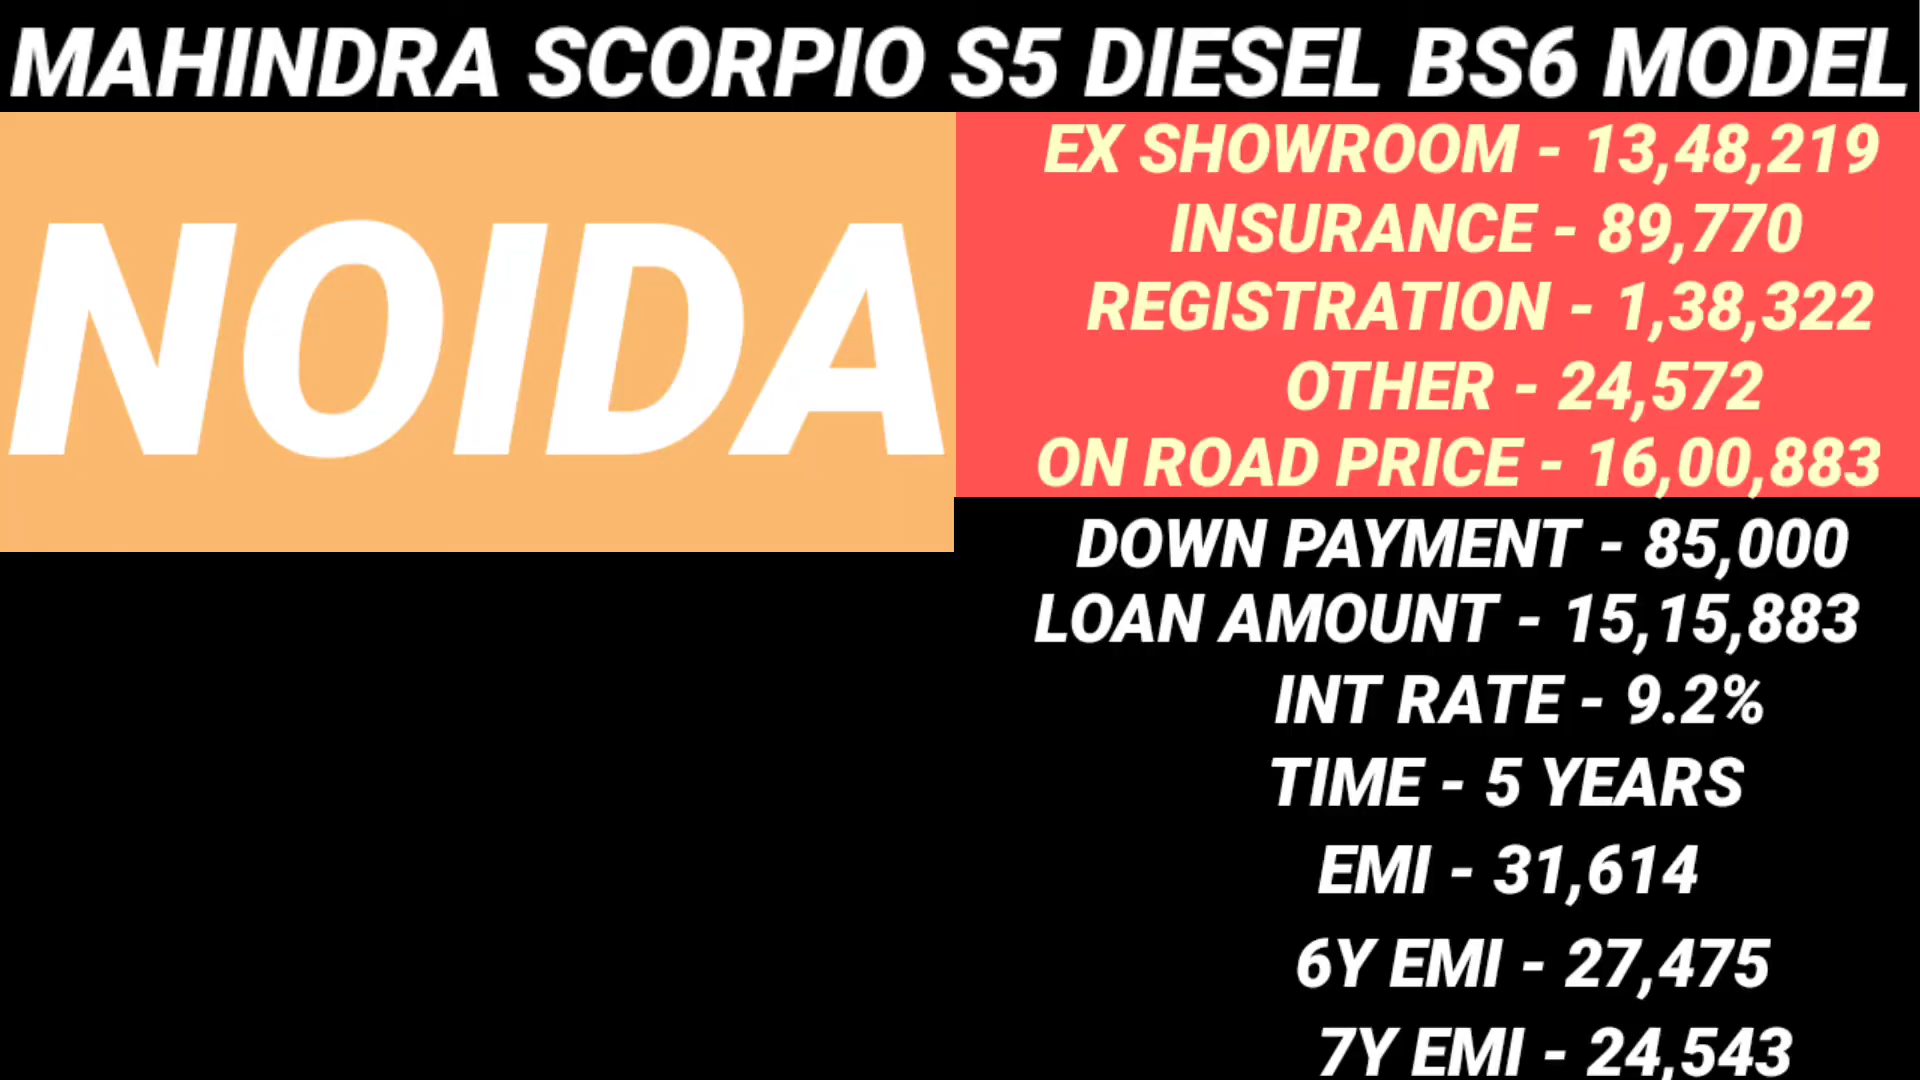 MAHINDRA SCORPIO S5 DIESEL BS6 MODEL
NOIDA
EX SHOWROOM - 13,48,219
INSURANCE - 89,770
REGISTRATION - 1,38,322
OTHER - 24,572
ON ROAD PRICE - 16,00,883
DOWN PAYMENT - 85,000
LOAN AMOUNT - 15,15,883
INT RATE - 9.2%
TIME - 5 YEARS
EMI - 31,614
6Y EMI - 27,475
7Y EMI - 24,543